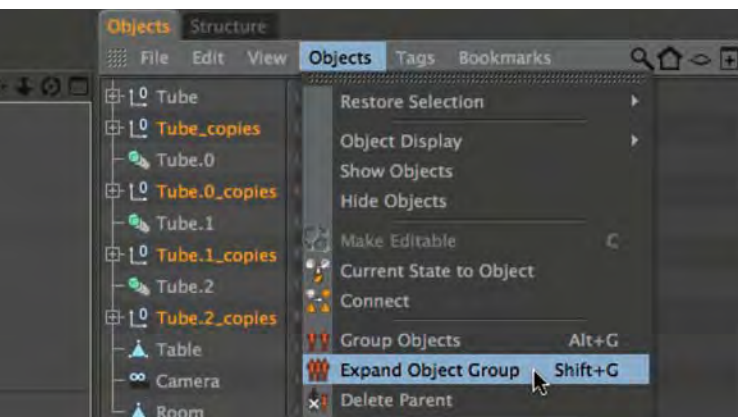 Objects Structure
File Edit View Objects Tags Bookmarks
Tube
Tube_copies
Tube.0
Tube.0_copies
Tube.1
Tube.1_copies
Tube.2
Tube.2_copies
Table
Camera
Room
Restore Selection
Object Display
Show Objects
Hide Objects
Make Editable C
Current State to Object
Connect
Group Objects Alt+G
Expand Object Group Shift+G
Delete Parent